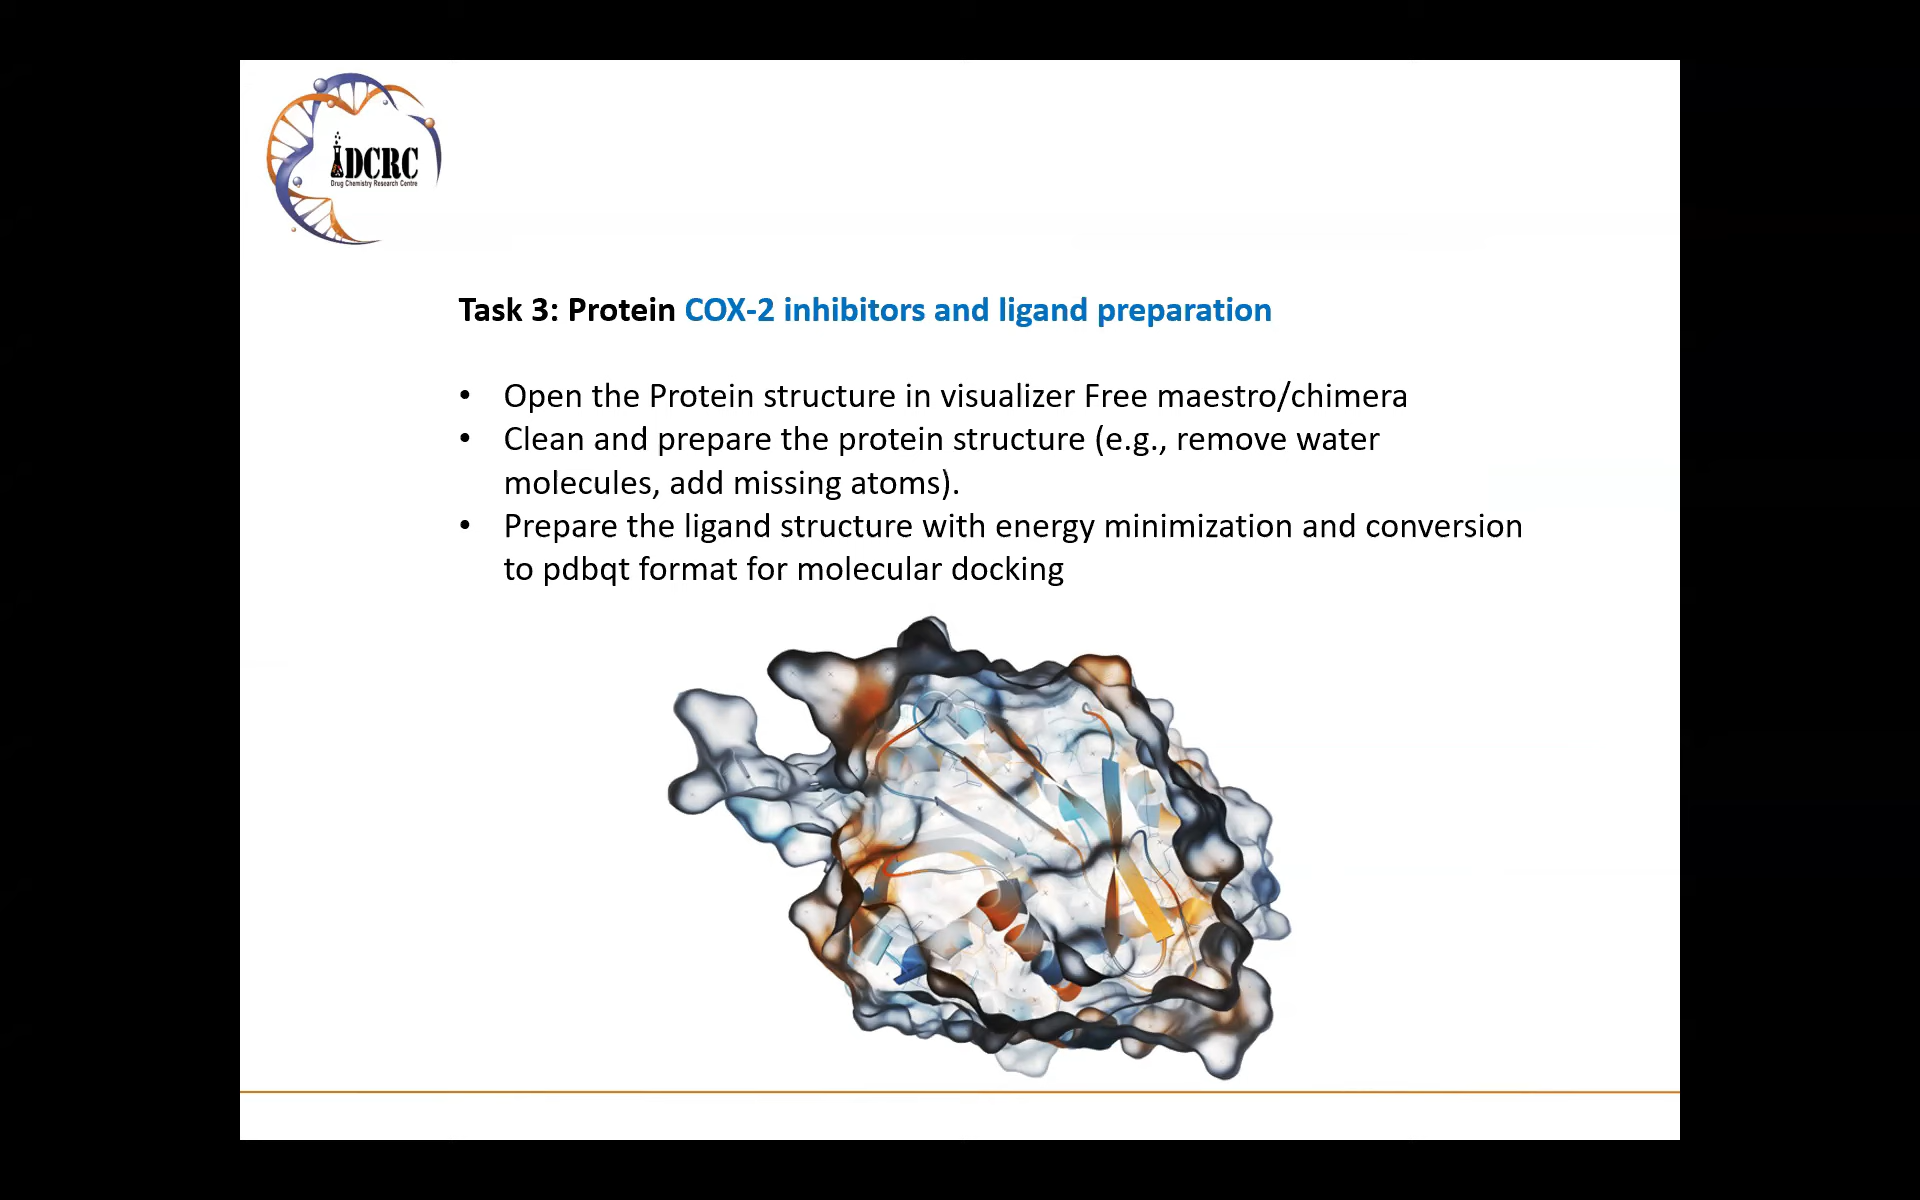 DCRC
Drug Chemistry Research Centre
Task 3: Protein COX-2 inhibitors and ligand preparation
• Open the Protein structure in visualizer Free maestro/chimera
• Clean and prepare the protein structure (e.g., remove water
molecules, add missing atoms).
• Prepare the ligand structure with energy minimization and conversion
to pdbqt format for molecular docking